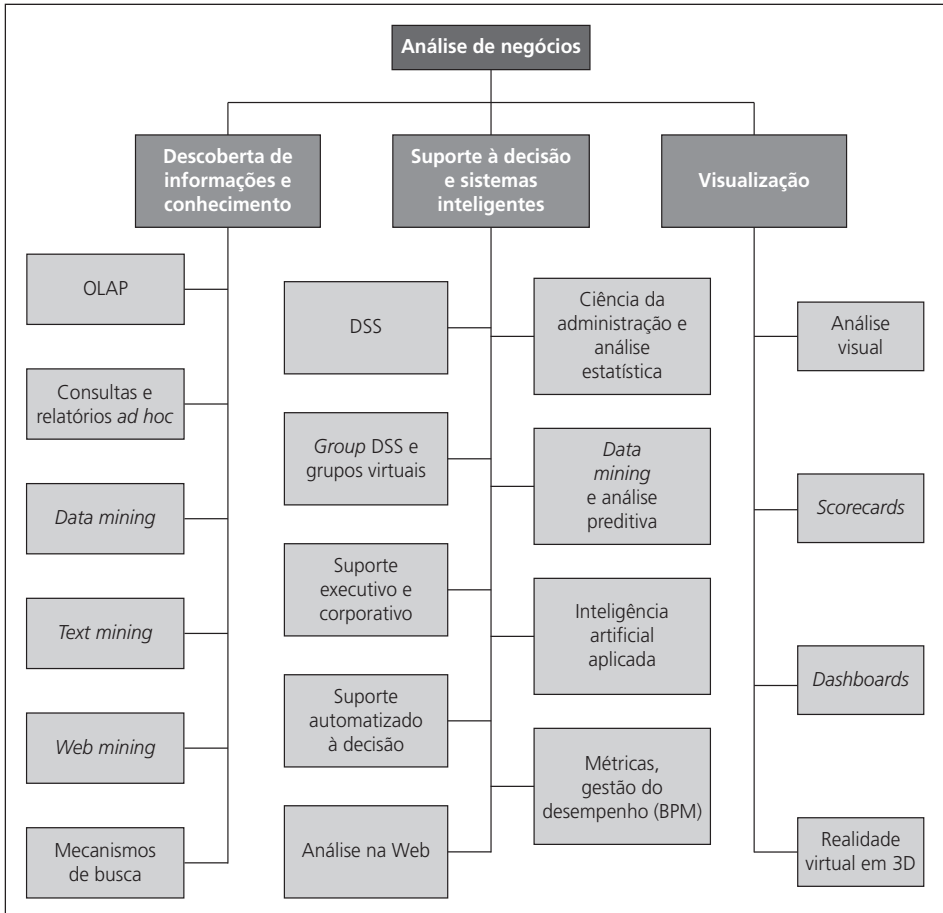 Análise de negócios
Descoberta de
informações e
conhecimento
Suporte à decisão
e sistemas
inteligentes
Visualização
OLAP
Consultas e
relatórios ad hoc
Data mining
Text mining
Web mining
Mecanismos
de busca
DSS
Group DSS e
grupos virtuais
Suporte
executivo e
corporativo
Suporte
automatizado
à decisão
Análise na Web
Ciência da
administração e
análise
estatística
Data
mining
e análise
preditiva
Inteligência
artificial
aplicada
Métricas,
gestão do
desempenho (BPM)
Análise
visual
Scorecards
Dashboards
Realidade
virtual em 3D